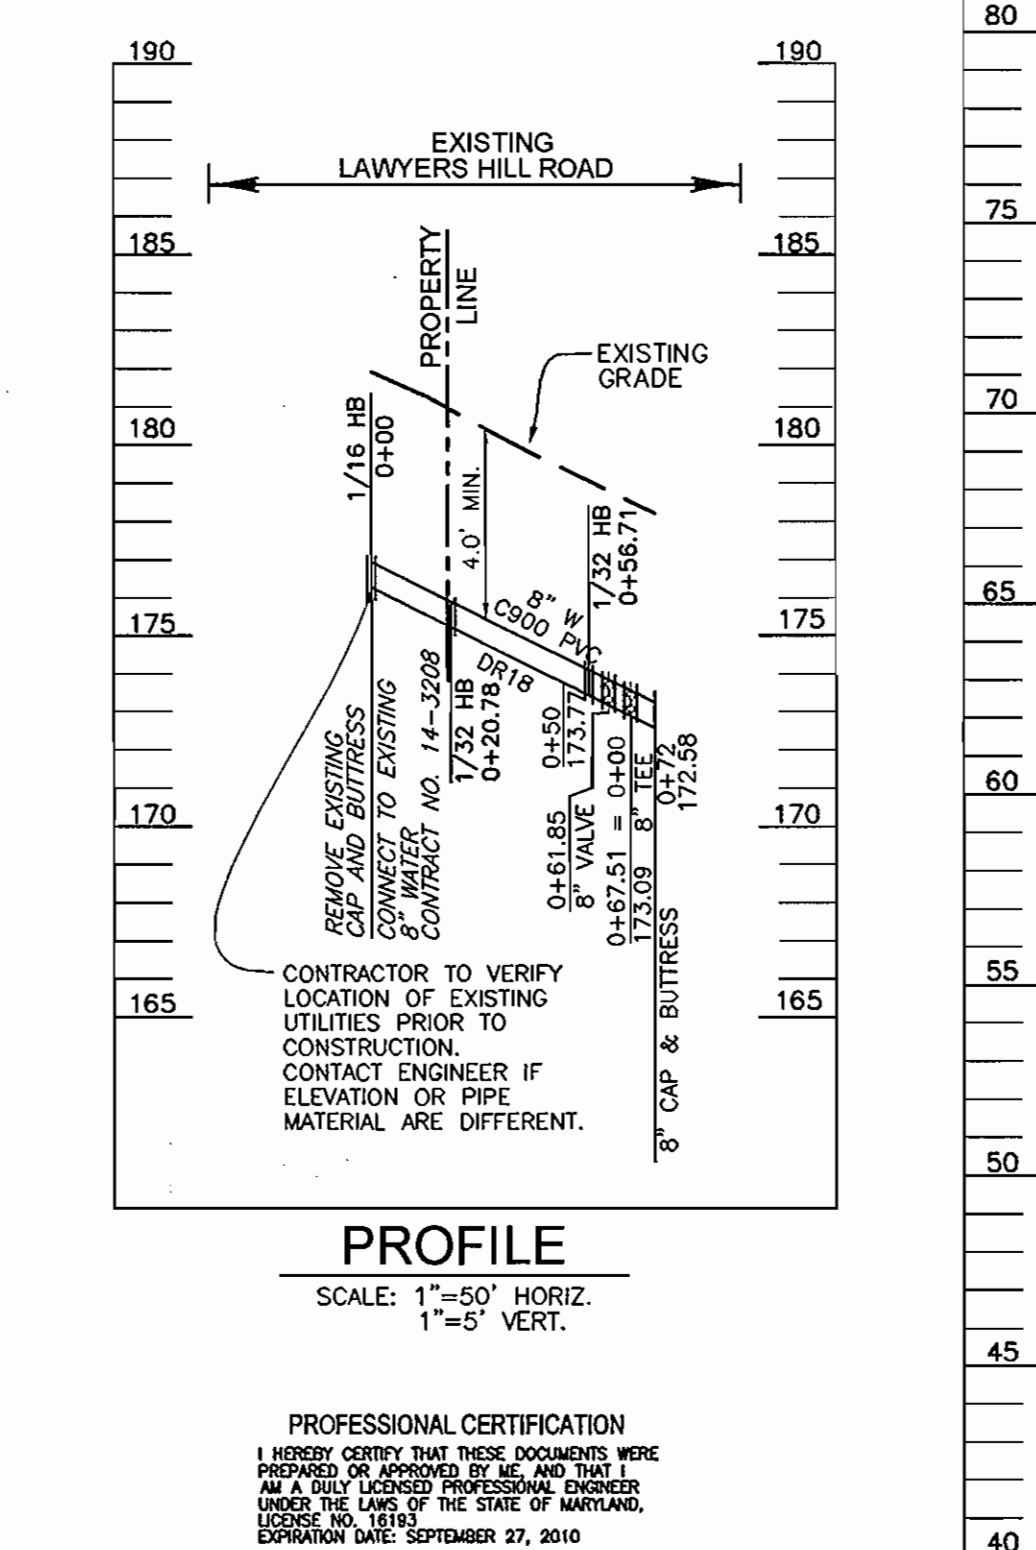 190
190
80
EXISTING
LAWYERS HILL ROAD
75
185
185
PROPERTY
LINE
EXISTING
GRADE
70
180
180
1/16 HB
0+00
4.0' MIN.
1/32 HB
0+56.71
65
175
175
8" W
C900 PVC
DR18
REMOVE EXISTING
CAP AND BUTTRESS
CONNECT TO EXISTING
8" WATER
CONTRACT NO. 14-3208
1/32 HB
0+20.78
0+50
173.77
0+61.85
8" VALVE
0+67.51 = 0+00
173.09 8" TEE
0+72
172.58
8" CAP & BUTTRESS
60
170
170
55
165
165
CONTRACTOR TO VERIFY
LOCATION OF EXISTING
UTILITIES PRIOR TO
CONSTRUCTION.
CONTACT ENGINEER IF
ELEVATION OR PIPE
MATERIAL ARE DIFFERENT.
50
PROFILE
SCALE: 1"=50' HORIZ.
1"=5' VERT.
45
PROFESSIONAL CERTIFICATION
I HEREBY CERTIFY THAT THESE DOCUMENTS WERE
PREPARED OR APPROVED BY ME, AND THAT I
AM A DULY LICENSED PROFESSIONAL ENGINEER
UNDER THE LAWS OF THE STATE OF MARYLAND,
LICENSE NO. 16193
EXPIRATION DATE: SEPTEMBER 27, 2010
40